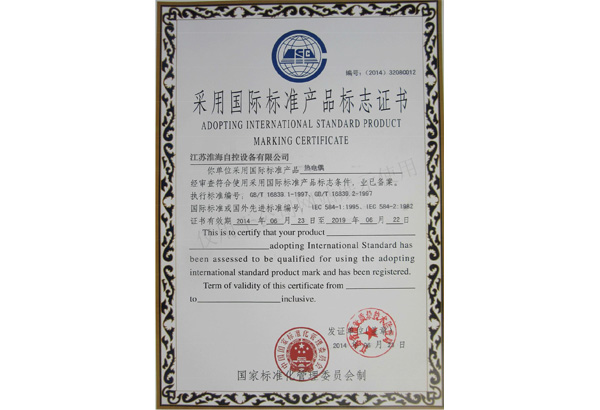 编号:(2014)32080012
采用国际标准产品标志证书
ADOPTING INTERNATIONAL STANDARD PRODUCT
MARKING CERTIFICATE
江苏淮海自控设备有限公司
你单位采用国际标准产品 热电偶
经审查符合使用采用国际标准产品标志条件,业已备案。
执行标准编号:GB/T 16839.1-1997、GB/T 16839.2-1997
国际标准或国外先进标准编号:IEC 584-1:1995、IEC 584-2:1982
证书有效期 2014 年 06 月 23 日至 2019 年 06 月 22 日
This is to certify that your product
adopting International Standard has
been assessed to be qualified for using the adopting
international standard product mark and has been registered.
Term of validity of this certificate from
to inclusive.
发证
2014
国家标准化管理委员会制